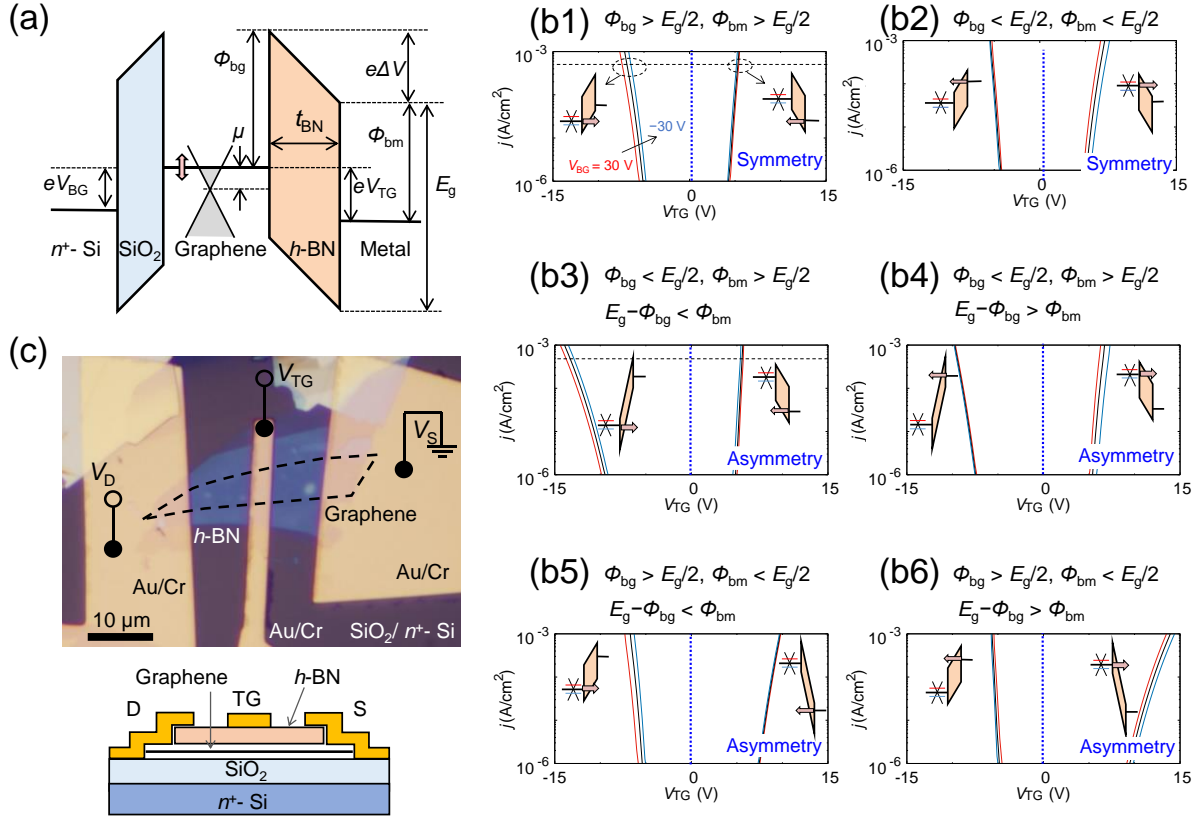 (a)
Φbg
eΔV
tBN
μ
Φbm
eVBG
eVTG
Eg
n+- Si
SiO2
Graphene
h-BN
Metal
(c)
VTG
VS
VD
Graphene
h-BN
Au/Cr
Au/Cr
10 μm
Au/Cr
SiO2/ n+- Si
Graphene
h-BN
D
TG
S
SiO2
n+- Si
(b1)
Φbg > Eg/2, Φbm > Eg/2
10-3
j (A/cm2)
−30 V
VBG = 30 V
Symmetry
10-6
-15
0
15
VTG (V)
(b2)
Φbg < Eg/2, Φbm < Eg/2
10-3
j (A/cm2)
Symmetry
10-6
-15
0
15
VTG (V)
(b3)
Φbg < Eg/2, Φbm > Eg/2
Eg−Φbg < Φbm
10-3
j (A/cm2)
Asymmetry
10-6
-15
0
15
VTG (V)
(b4)
Φbg < Eg/2, Φbm > Eg/2
Eg−Φbg > Φbm
10-3
j (A/cm2)
Asymmetry
10-6
-15
0
15
VTG (V)
(b5)
Φbg > Eg/2, Φbm < Eg/2
Eg−Φbg < Φbm
10-3
j (A/cm2)
Asymmetry
10-6
-15
0
15
VTG (V)
(b6)
Φbg > Eg/2, Φbm < Eg/2
Eg−Φbg > Φbm
10-3
j (A/cm2)
Asymmetry
10-6
-15
0
15
VTG (V)